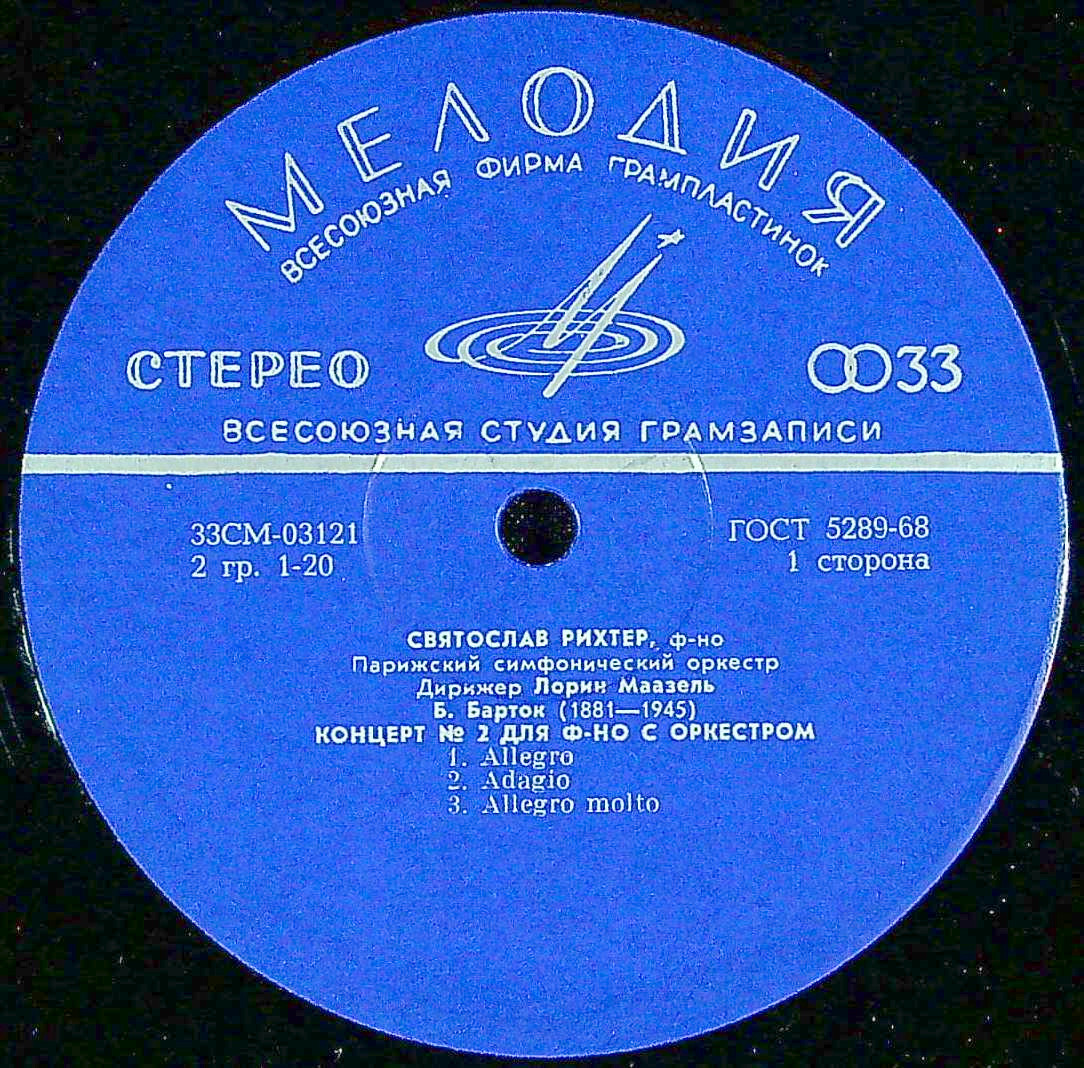 МЕЛОДИЯ
ВСЕСОЮЗНАЯ ФИРМА ГРАМПЛАСТИНОК
СТЕРЕО
33
ВСЕСОЮЗНАЯ СТУДИЯ ГРАМЗАПИСИ
33СМ-03121
ГОСТ 5289-68
2 гр. 1-20
1 сторона
СВЯТОСЛАВ РИХТЕР, ф-но
Парижский симфонический оркестр
Дирижер Лорин Маазель
Б. Барток (1881—1945)
КОНЦЕРТ № 2 ДЛЯ Ф-НО С ОРКЕСТРОМ
1. Allegro
2. Adagio
3. Allegro molto